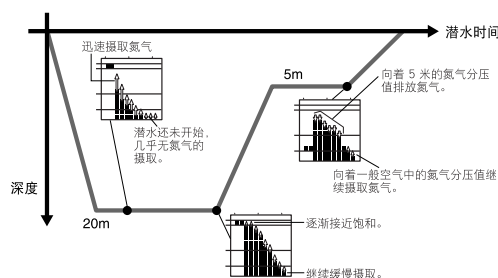 潜水时间
迅速摄取氮气
5m
向着 5 米的氮气分压
值排放氮气。
潜水还未开始，
几乎无氮气的
摄取。
向着一般空气中的氮气分压值继
续摄取氮气。
深度
20m
逐渐接近饱和。
继续缓慢摄取。